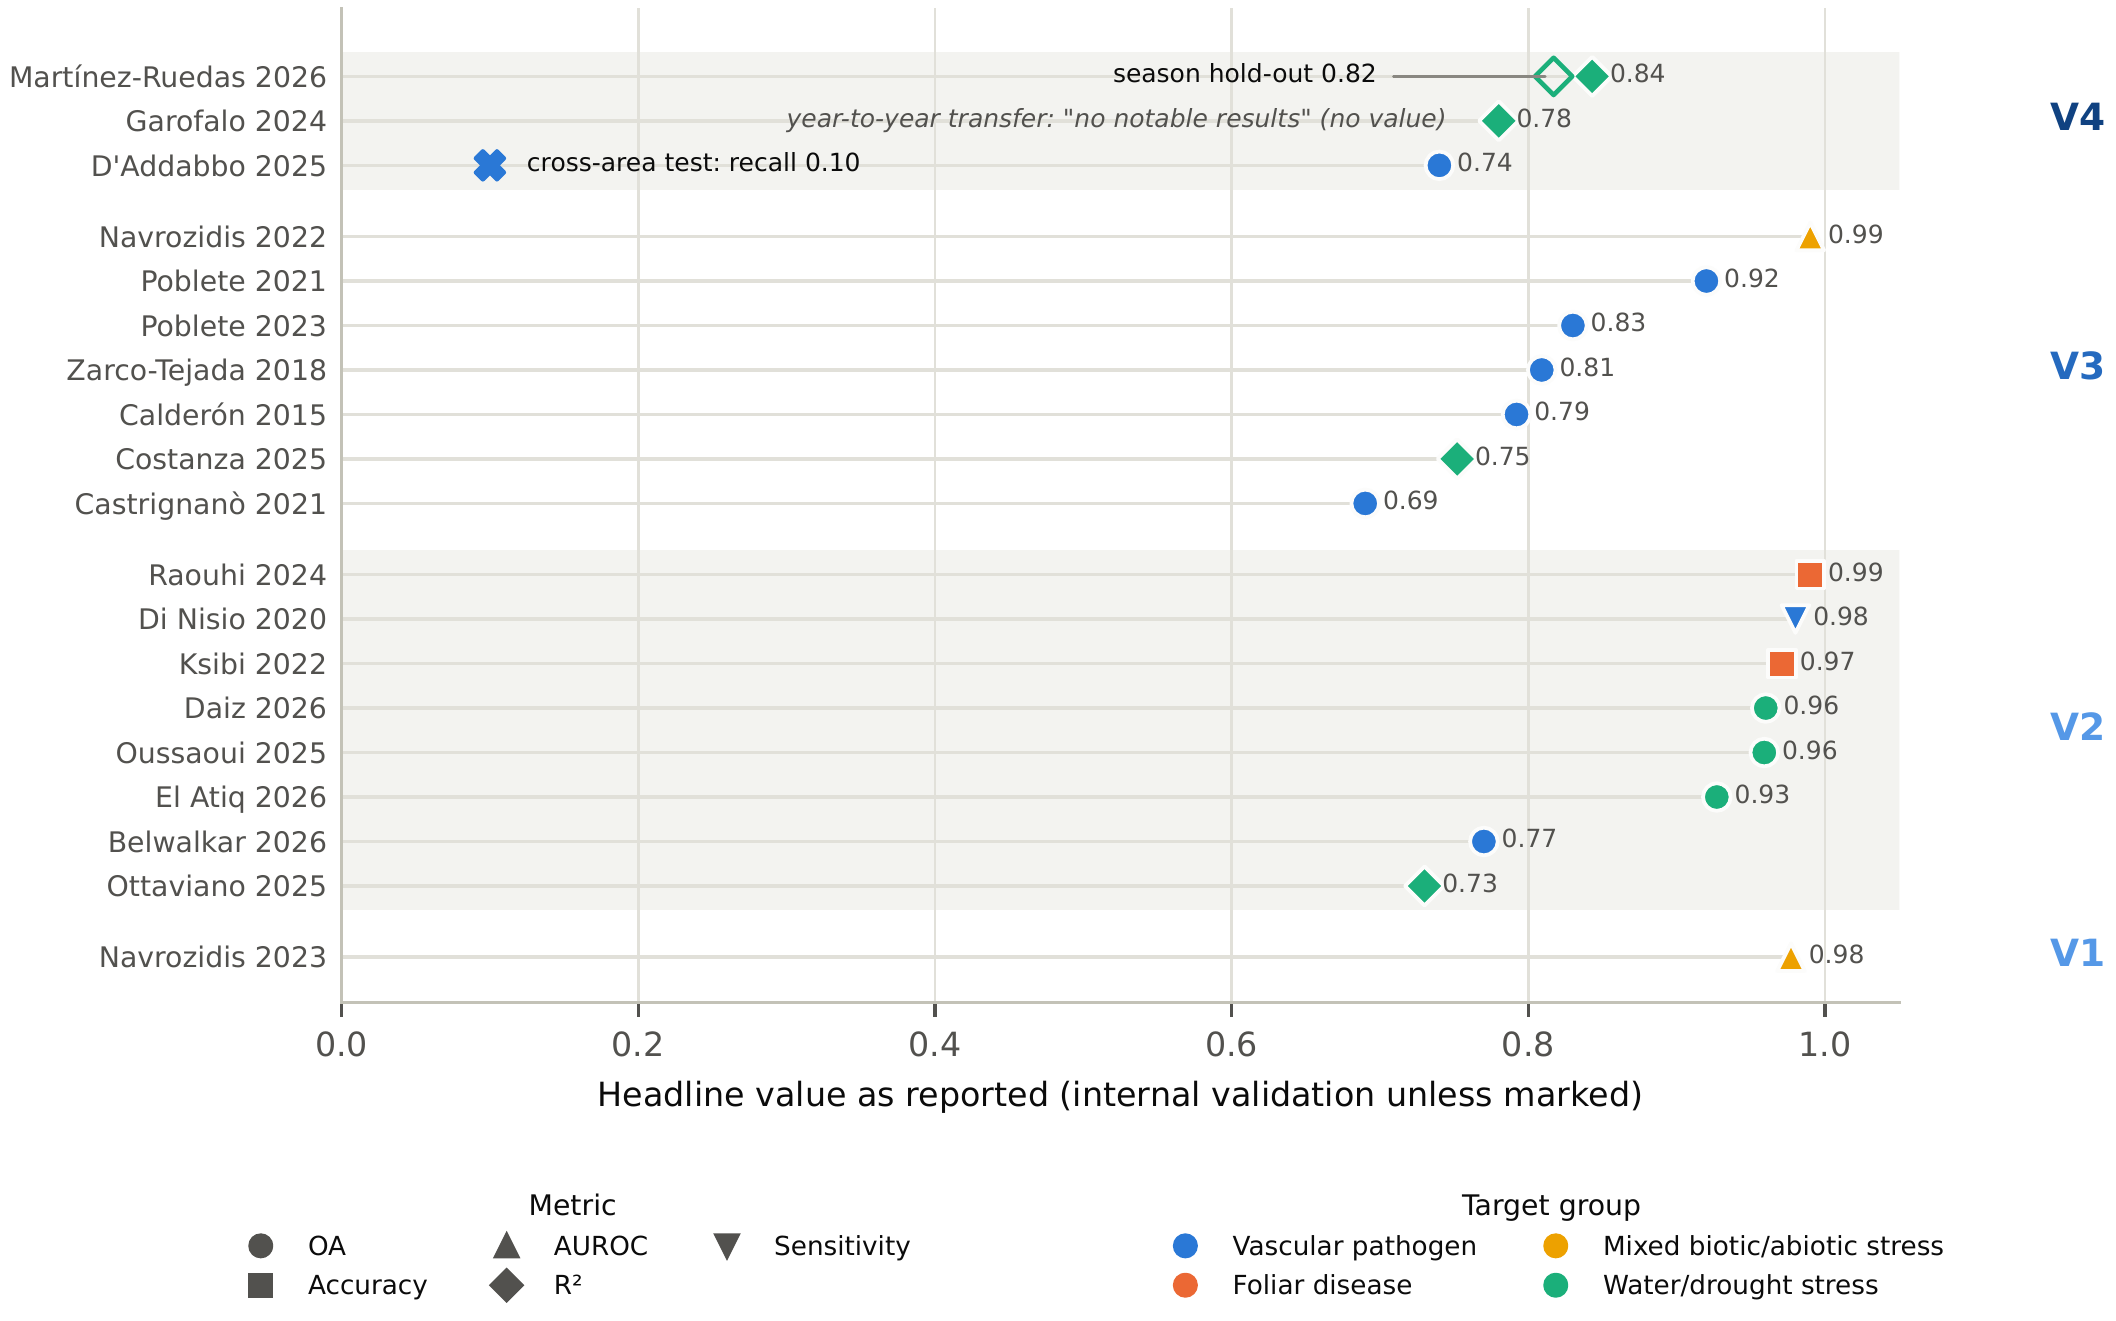 Martínez-Ruedas 2026
season hold-out 0.82
0.84
Garofalo 2024
year-to-year transfer: "no notable results" (no value)
0.78
V4
D'Addabbo 2025
cross-area test: recall 0.10
0.74
Navrozidis 2022
0.99
Poblete 2021
0.92
Poblete 2023
0.83
Zarco-Tejada 2018
0.81
V3
Calderón 2015
0.79
Costanza 2025
0.75
Castrignanò 2021
0.69
Raouhi 2024
0.99
Di Nisio 2020
0.98
Ksibi 2022
0.97
Daiz 2026
0.96
V2
Oussaoui 2025
0.96
El Atiq 2026
0.93
Belwalkar 2026
0.77
Ottaviano 2025
0.73
Navrozidis 2023
0.98
V1
0.0 0.2 0.4 0.6 0.8 1.0
Headline value as reported (internal validation unless marked)
Metric
OA AUROC Sensitivity
Accuracy R²
Target group
Vascular pathogen Mixed biotic/abiotic stress
Foliar disease Water/drought stress